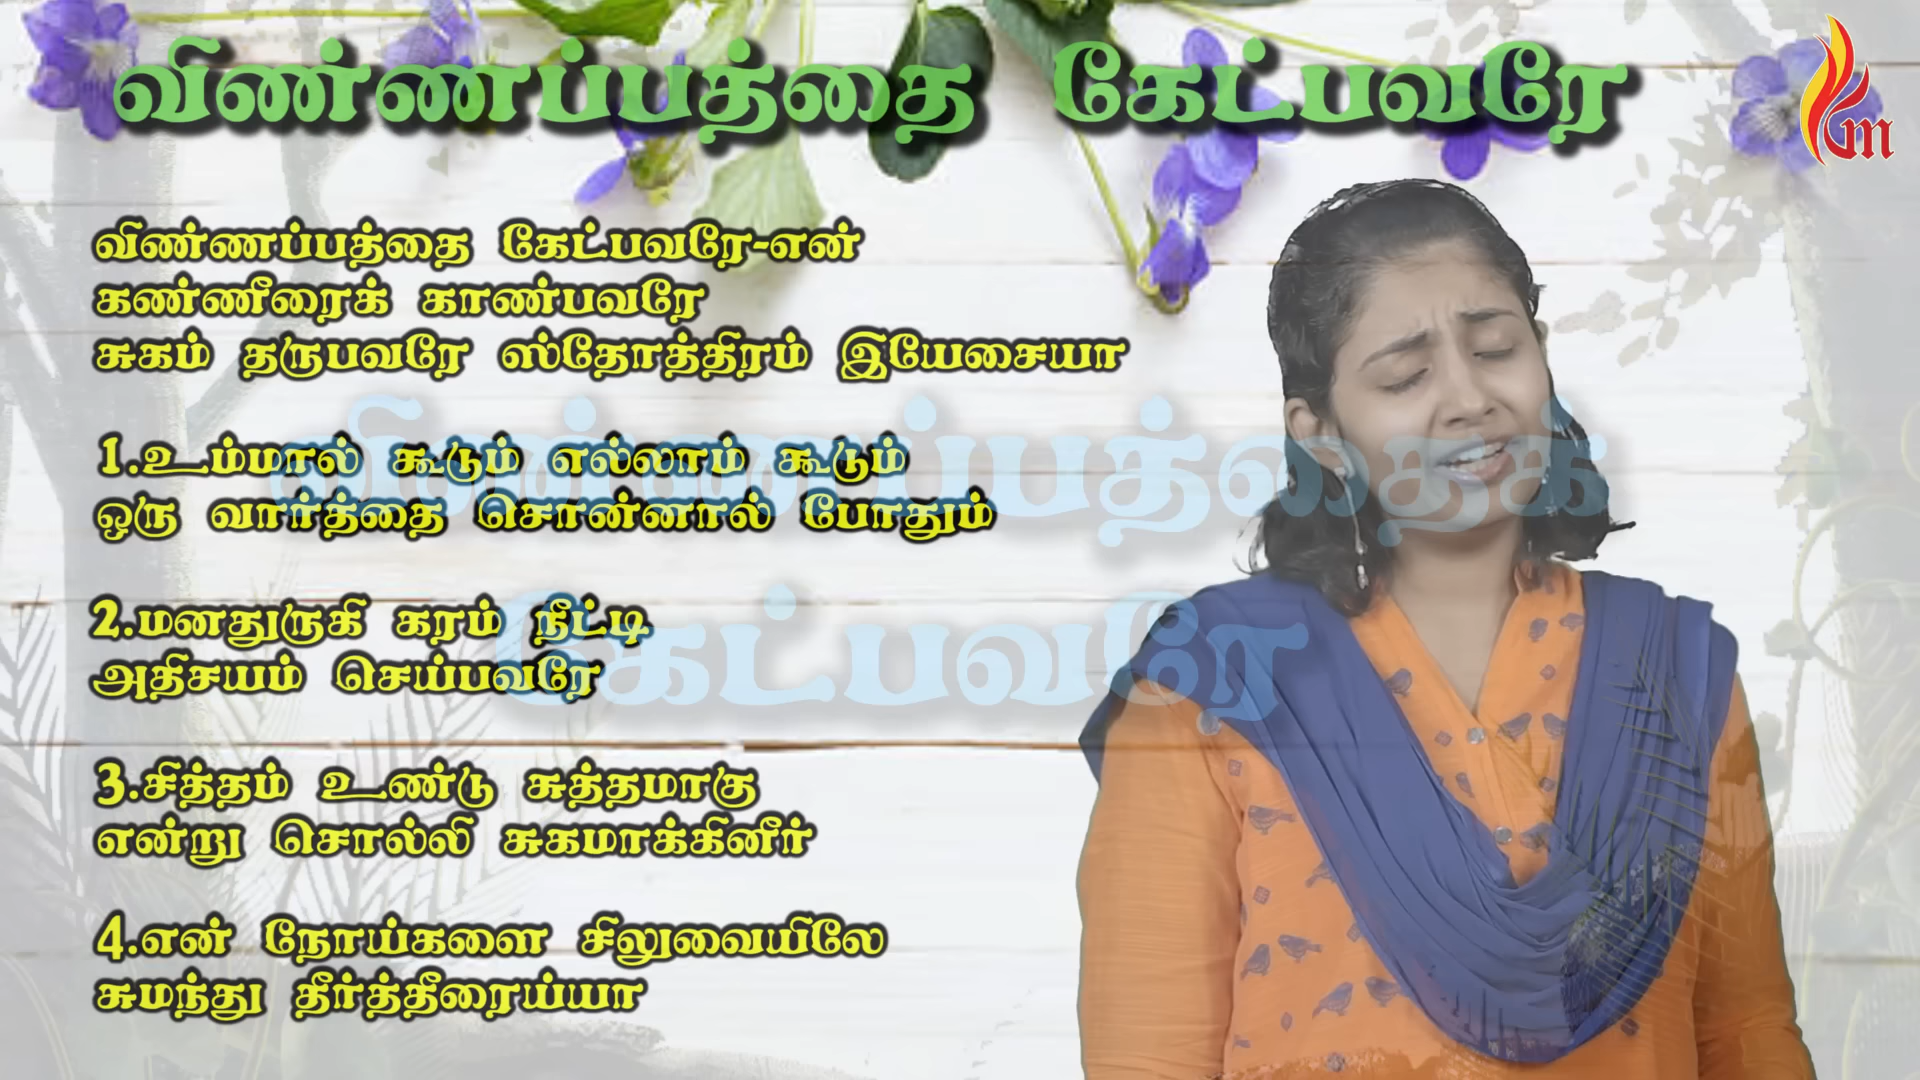 விண்ணப்பத்தை கேட்பவரே
விண்ணப்பத்தை கேட்பவரே-என்
கண்ணீரைக் காண்பவரே
சுகம் தருபவரே ஸ்தோத்திரம் இயேசையா
விண்ணப்பத்தைக்
கேட்பவரே
1.உம்மால் கூடும் எல்லாம் கூடும்
ஒரு வார்த்தை சொன்னால் போதும்
2.மனதுருகி கரம் நீட்டி
அதிசயம் செய்பவரே
3.சித்தம் உண்டு சுத்தமாகு
என்று சொல்லி சுகமாக்கினீர்
4.என் நோய்களை சிலுவையிலே
சுமந்து தீர்த்தீரைய்யா